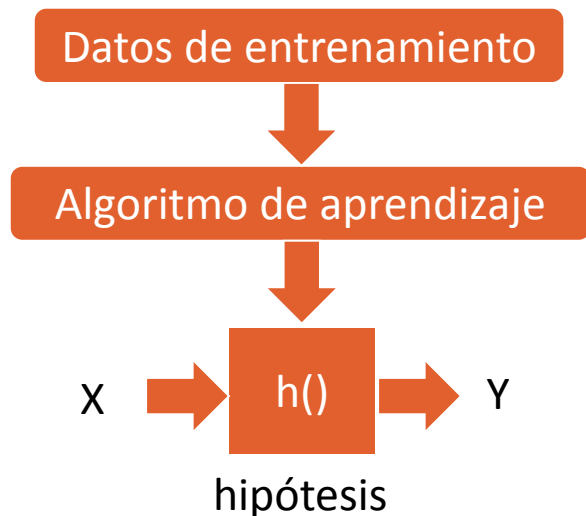 Datos de entrenamiento
Algoritmo de aprendizaje
X
h()
Y
hipótesis